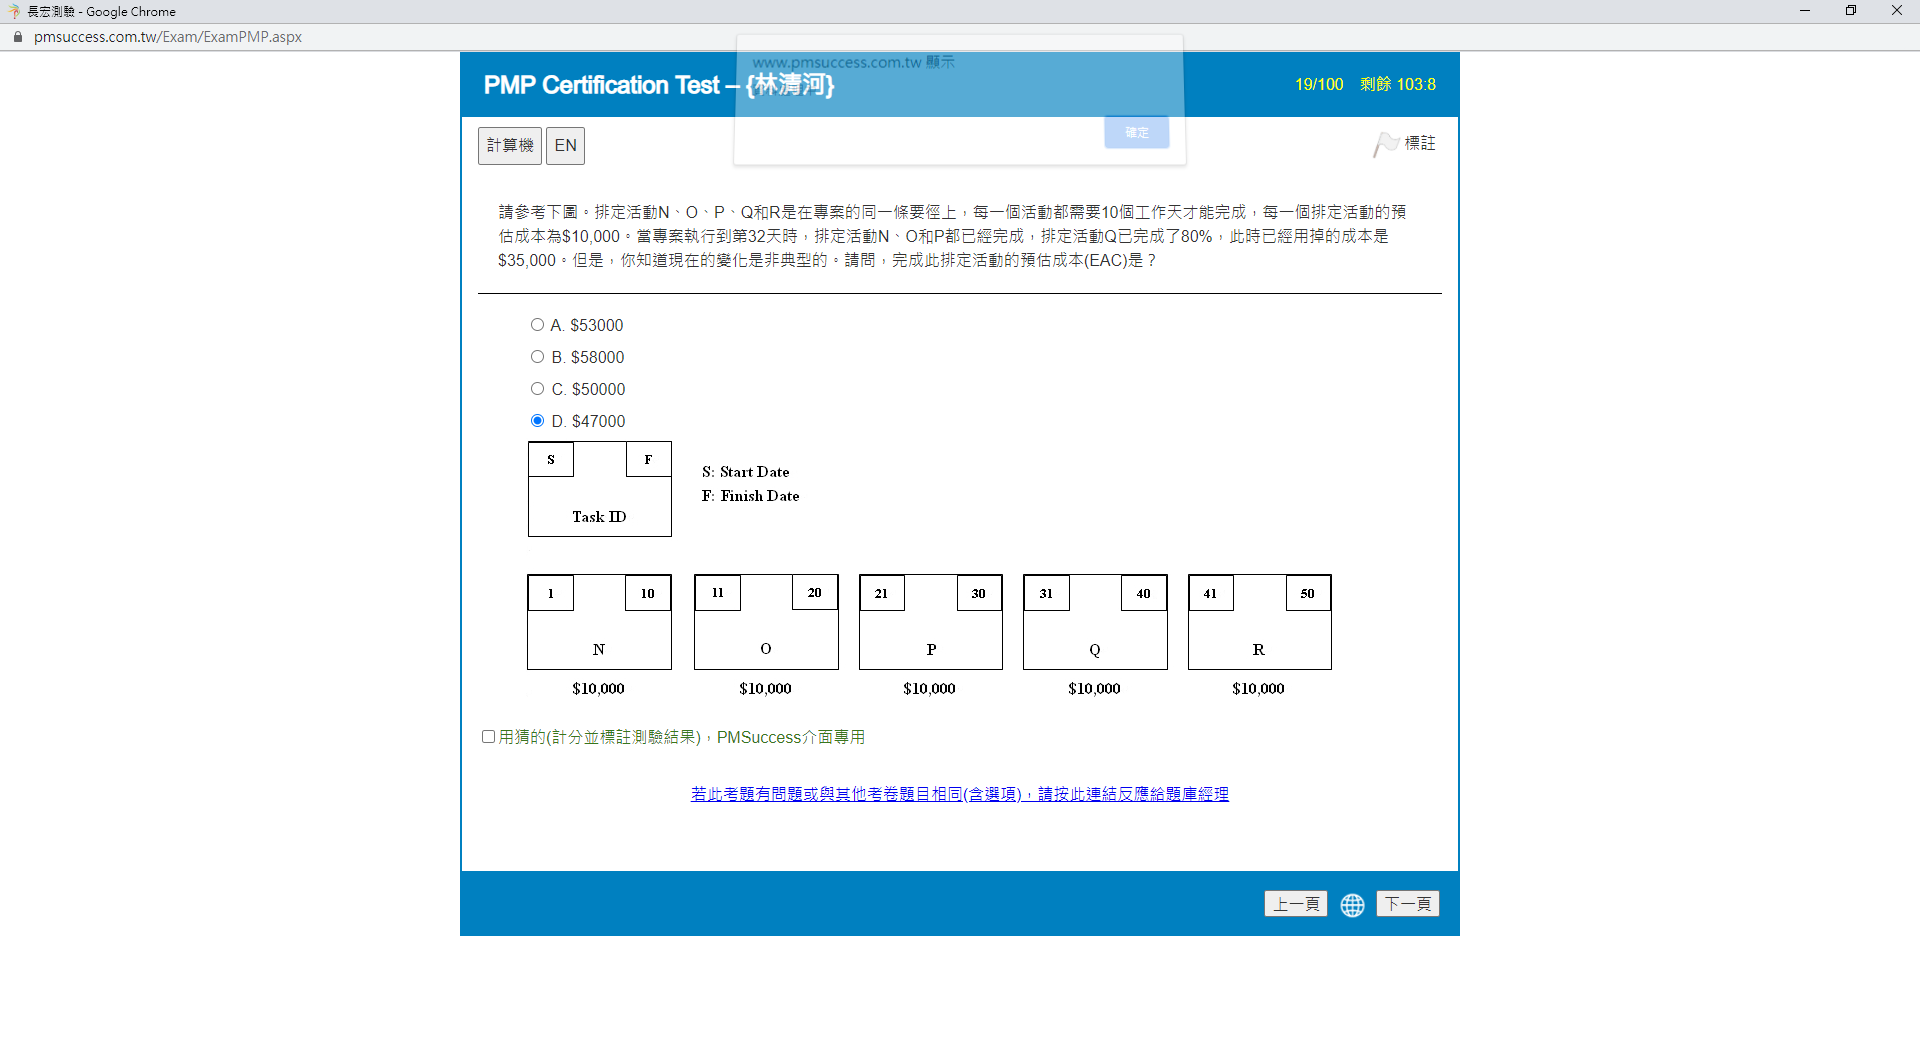 長宏測驗 - Google Chrome
pmsuccess.com.tw/Exam/ExamPMP.aspx
www.pmsuccess.com.tw 顯示
PMP Certification Test – {林清河}
19/100 剩餘 103:8
確定
計算機 EN
標註
請參考下圖。排定活動N、O、P、Q和R是在專案的同一條要徑上，每一個活動都需要10個工作天才能完成，每一個排定活動的預
估成本為$10,000。當專案執行到第32天時，排定活動N、O和P都已經完成，排定活動Q已完成了80%，此時已經用掉的成本是
$35,000。但是，你知道現在的變化是非典型的。請問，完成此排定活動的預估成本(EAC)是？
A. $53000
B. $58000
C. $50000
D. $47000
S F
Task ID
S: Start Date
F: Finish Date
1 10 11 20 21 30 31 40 41 50
N O P Q R
$10,000 $10,000 $10,000 $10,000 $10,000
用猜的(計分並標註測驗結果)，PMSuccess介面專用
若此考題有問題或與其他考卷題目相同(含選項)，請按此連結反應給題庫經理
上一頁 下一頁